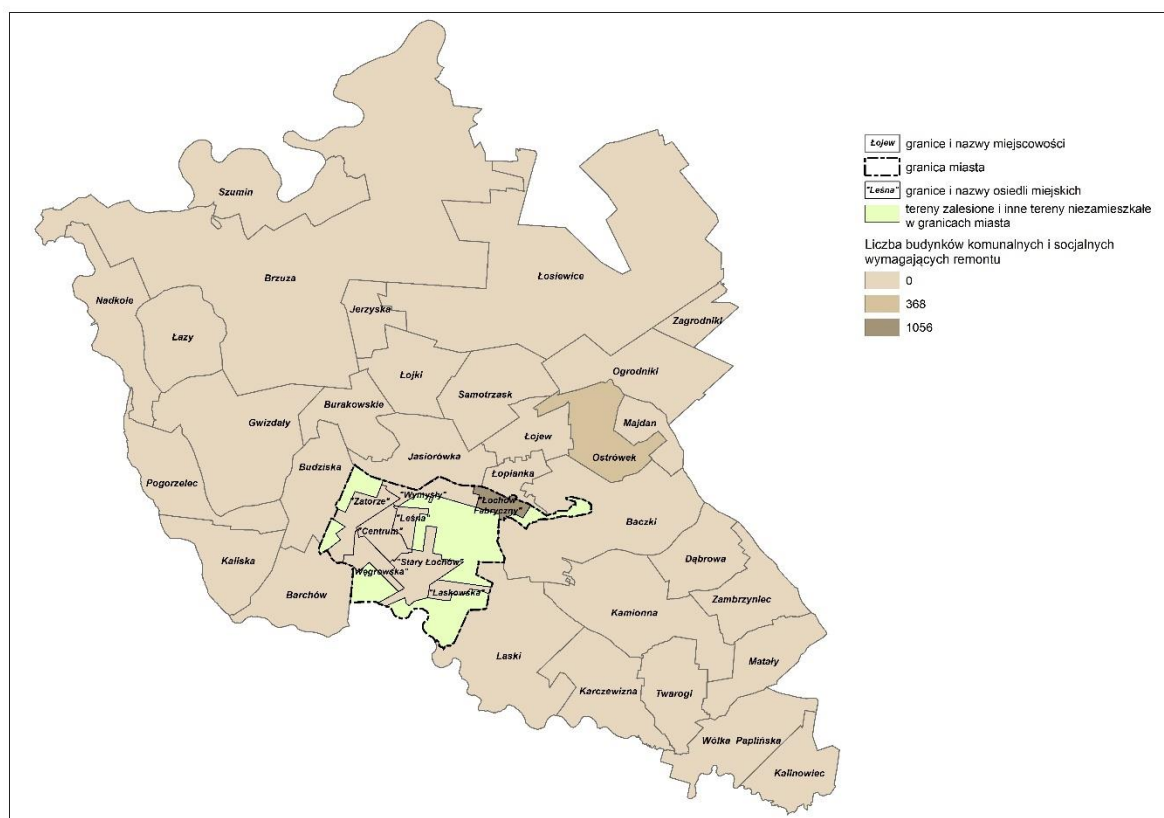 Łojew granice i nazwy miejscowości
granica miasta
"Leśna" granice i nazwy osiedli miejskich
tereny zalesione i inne tereny niezamieszkałe
w granicach miasta
Liczba budynków komunalnych i socjalnych
wymagających remontu
0
368
1056
Szumin
Brzuza
Łosiewice
Nadkole
Jerzyska
Zagrodniki
Łazy
Ogrodniki
Łojki
Samotrzask
Burakowskie
Gwizdały
Majdan
Łojew
Ostrówek
Jasiorówka
Budziska
Łopianka
Pogorzelec
"Zatorze"
"Wymysły"
"Łochów
Fabryczny"
"Leśna"
Baczki
"Centrum"
Dąbrowa
Kaliska
"Stary Łochów"
"Węgrowska"
Barchów
"Laskowska"
Zambrzyniec
Kamionna
Laski
Matały
Karczewizna
Twarogi
Wólka Paplińska
Kalinowiec